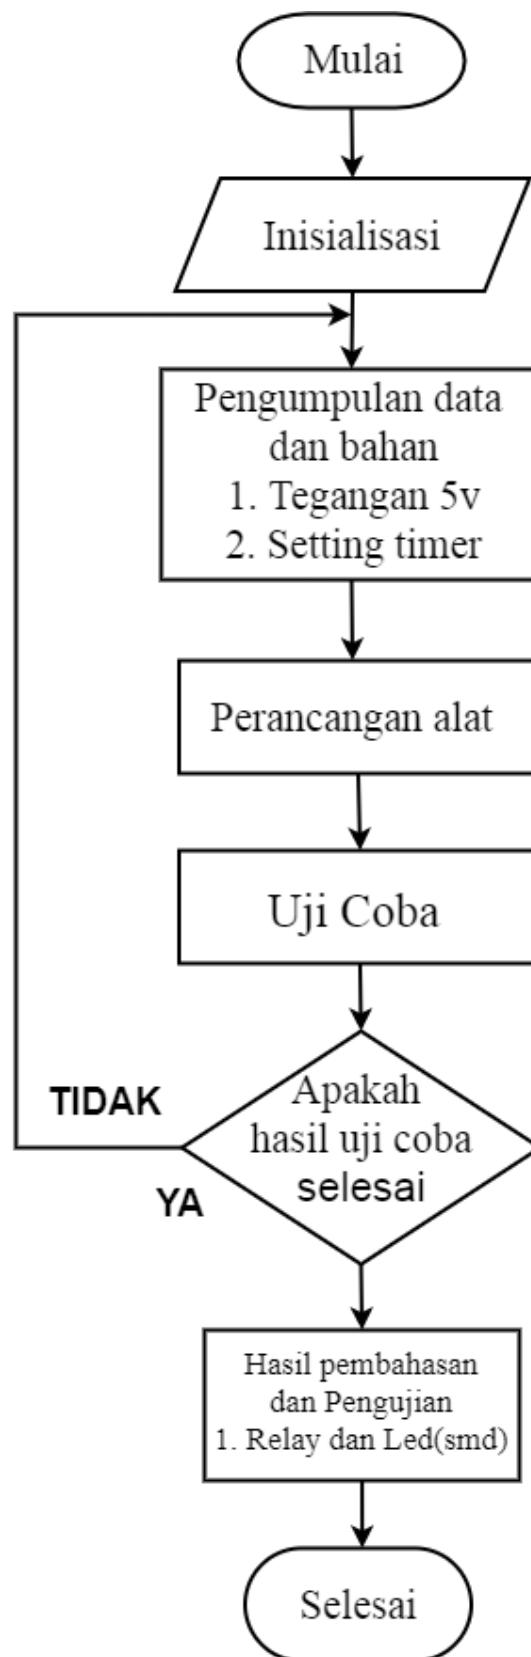 Mulai
Inisialisasi
Pengumpulan data
dan bahan
1. Tegangan 5v
2. Setting timer
Perancangan alat
Uji Coba
Apakah
hasil uji coba
selesai
TIDAK
YA
Hasil pembahasan
dan Pengujian
1. Relay dan Led(smd)
Selesai